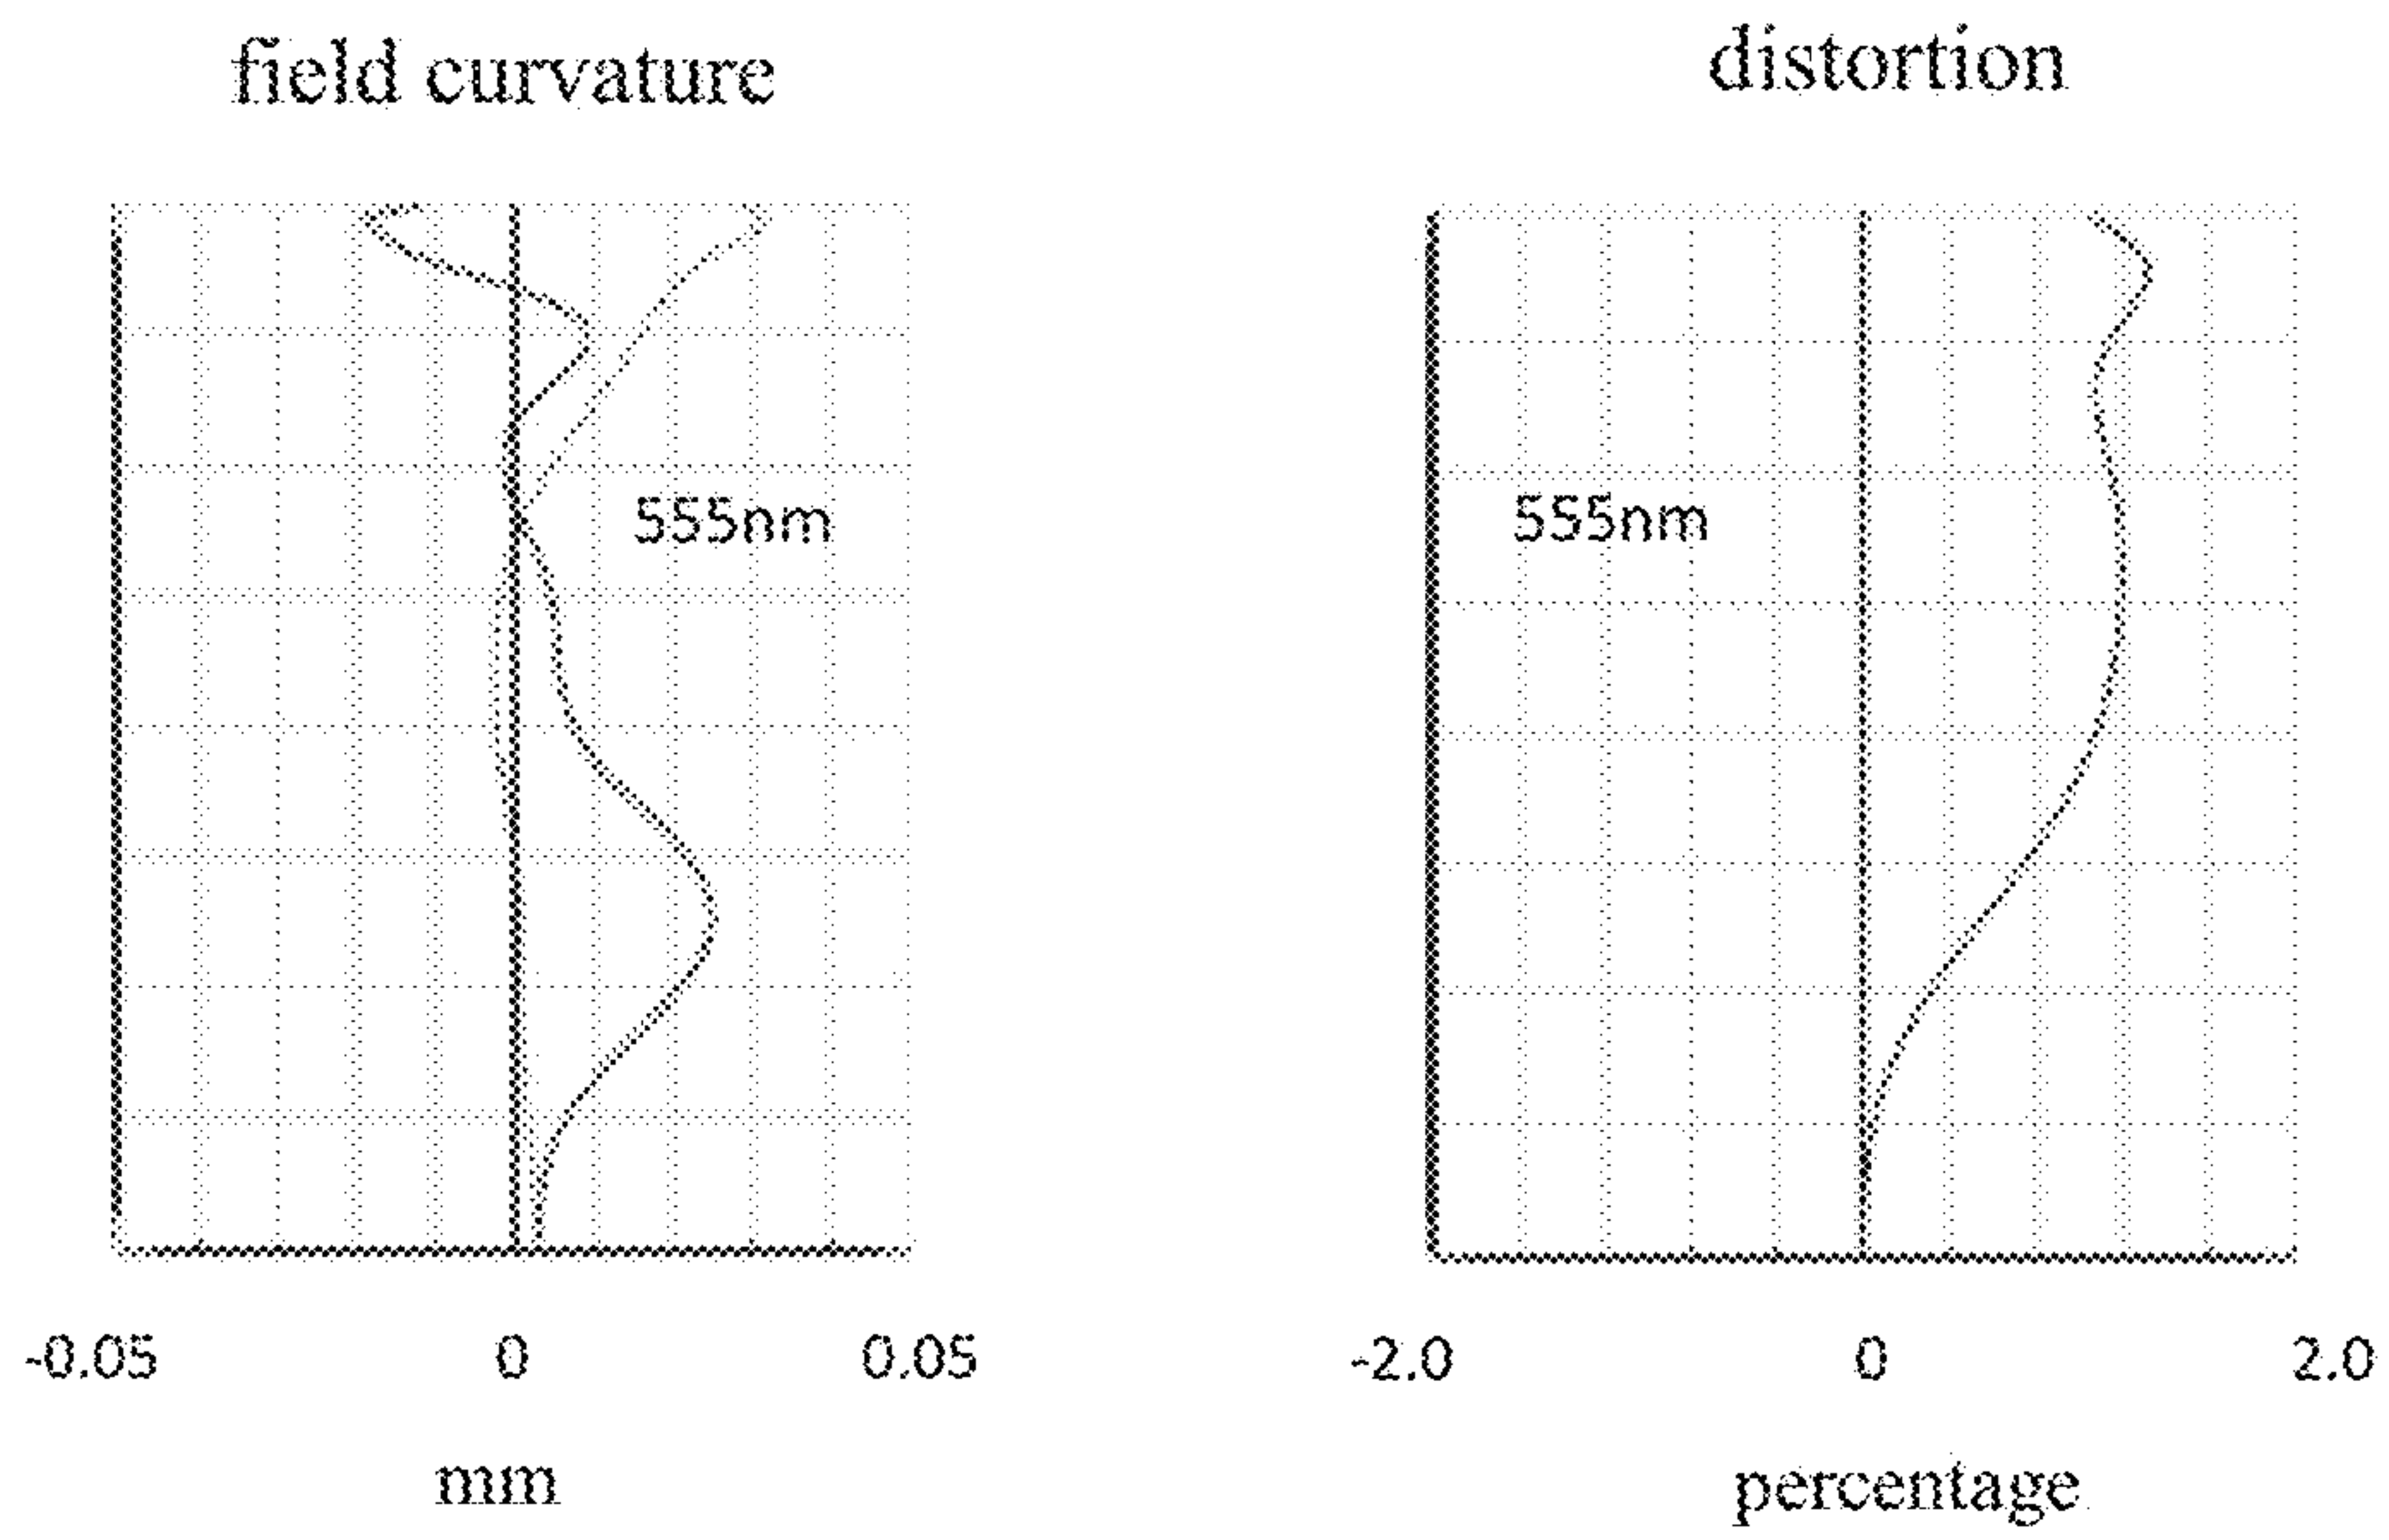 field curvature
distortion
555nm
555nm
-0.05 0 0.05
-2.0 0 2.0
mm
percentage